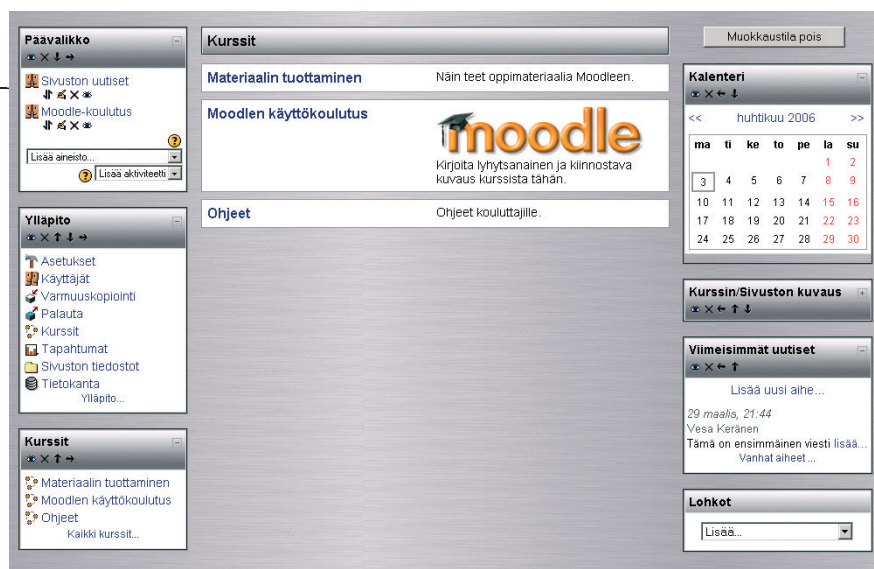 Päävalikko
Sivuston uutiset
Moodle-koulutus
Lisää aineisto...
Lisää aktiviteetti
Ylläpito
Asetukset
Käyttäjät
Varmuuskopiointi
Palauta
Kurssit
Tapahtumat
Sivuston tiedostot
Tietokanta
Ylläpito...
Kurssit
Materiaalin tuottaminen
Moodlen käyttökoulutus
Ohjeet
Kaikki kurssit...
Kurssit
Materiaalin tuottaminen Näin teet oppimateriaalia Moodleen.
Moodlen käyttökoulutus
moodle
Kirjoita lyhytsanainen ja kiinnostava
kuvaus kurssista tähän.
Ohjeet Ohjeet kouluttajille.
Muokkaustila pois
Kalenteri
<< huhtikuu 2006 >>
ma ti ke to pe la su
1 2
3 4 5 6 7 8 9
10 11 12 13 14 15 16
17 18 19 20 21 22 23
24 25 26 27 28 29 30
Kurssin/Sivuston kuvaus
Viimeisimmät uutiset
Lisää uusi aihe...
29 maalis, 21:44
Vesa Keränen
Tämä on ensimmäinen viesti lisää...
Vanhat aiheet ...
Lohkot
Lisää...